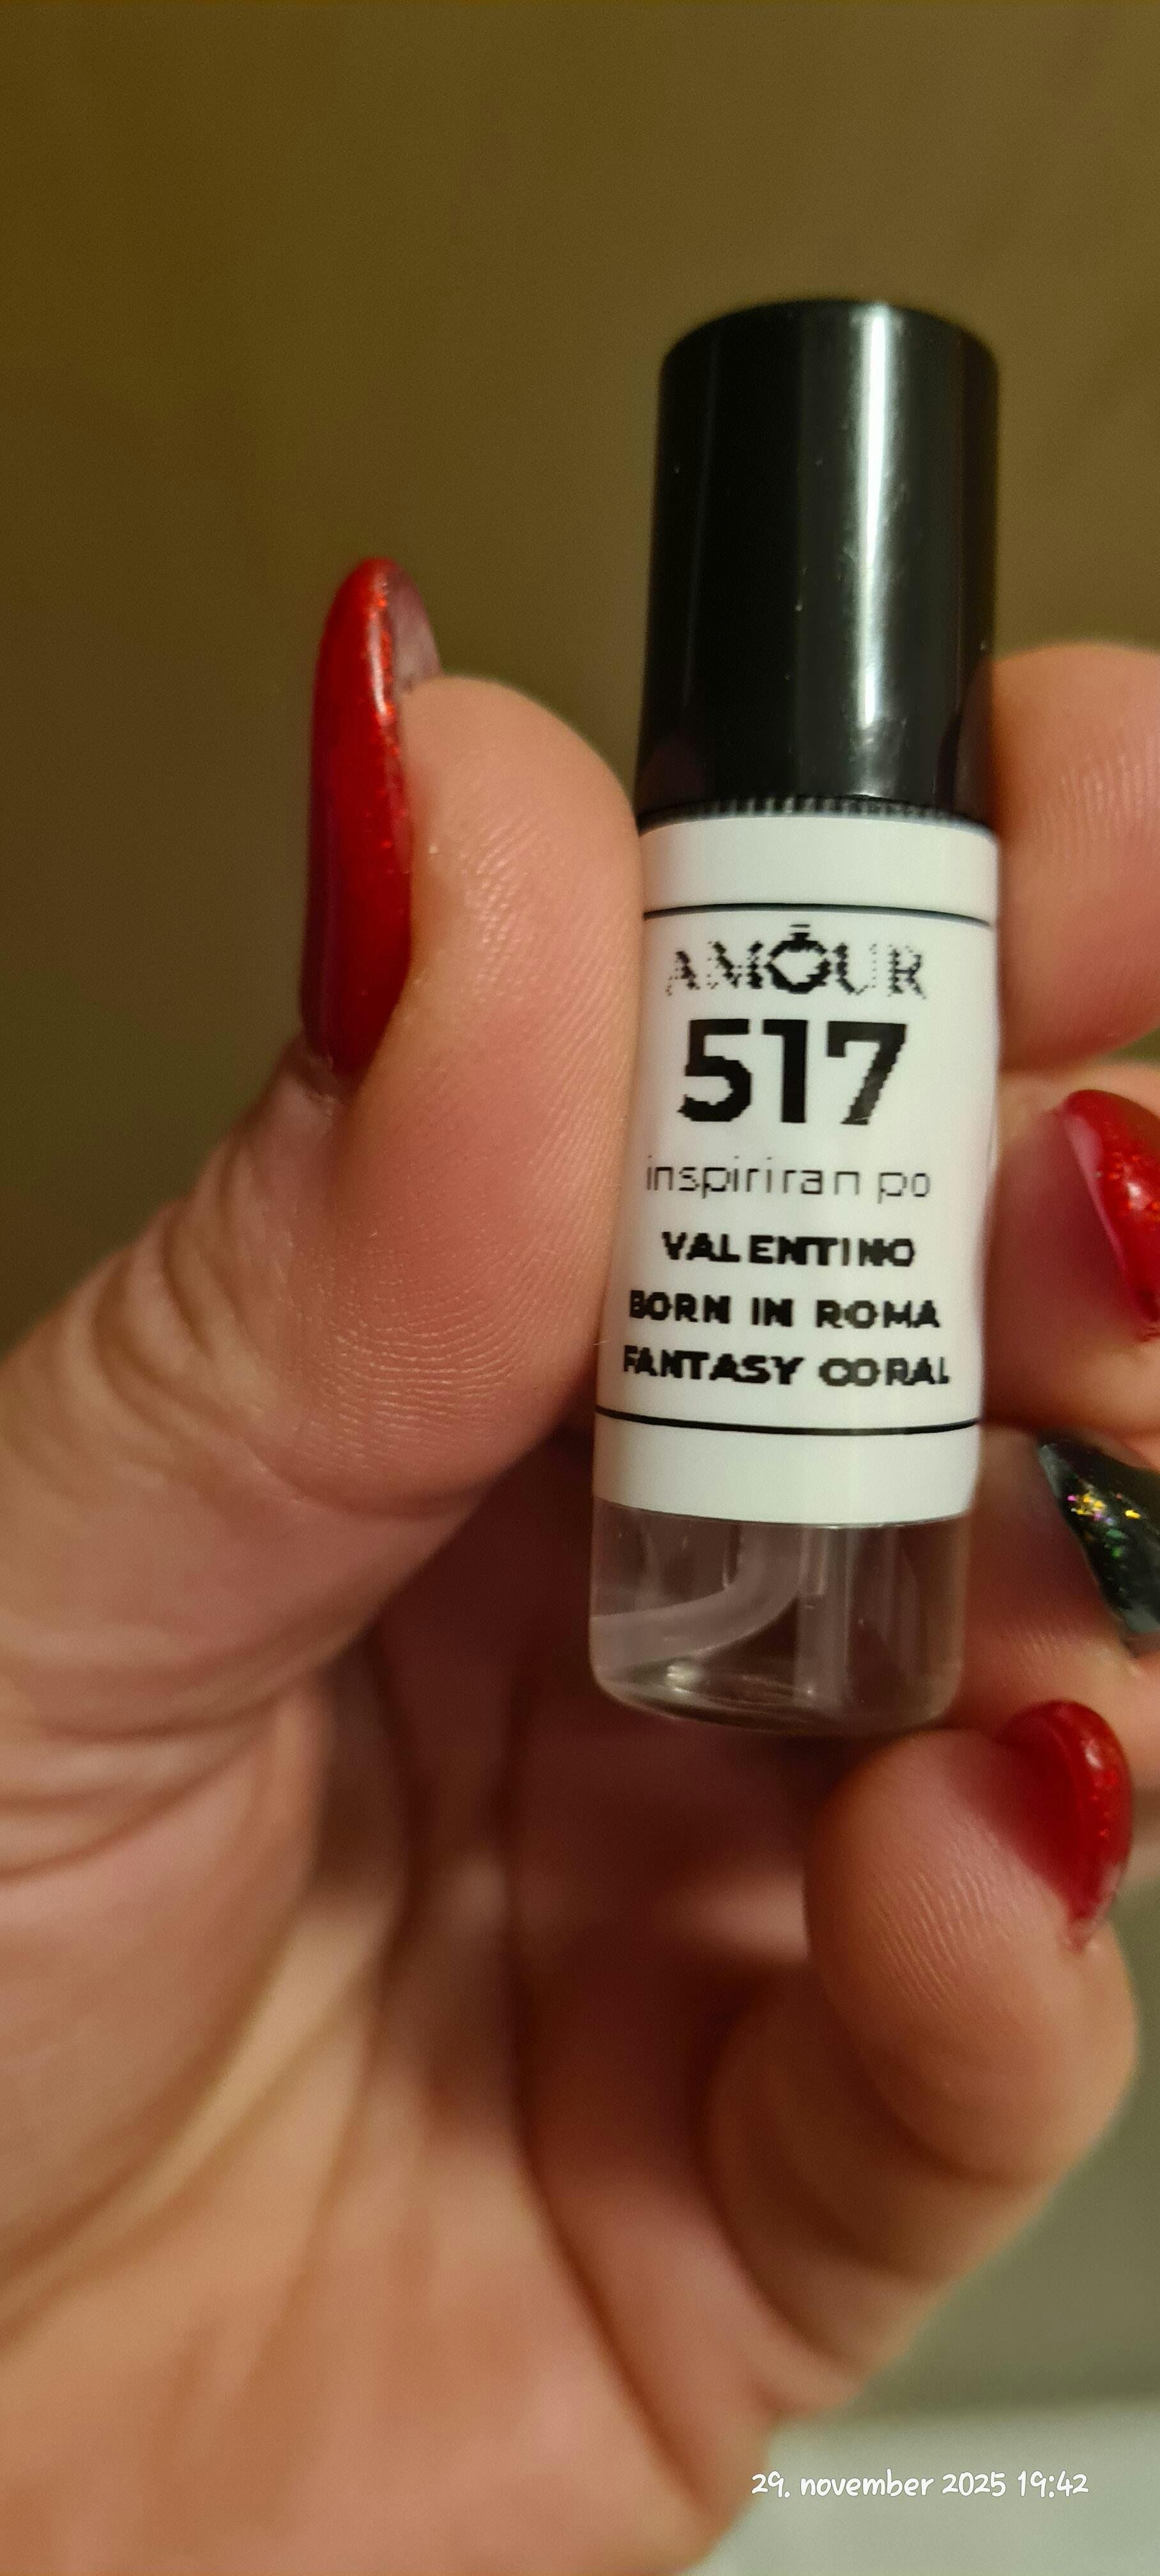 AMOUR
517
inspiriran po
VALENTINO
BORN IN ROMA
FANTASY CORAL
29. november 2025 19:42